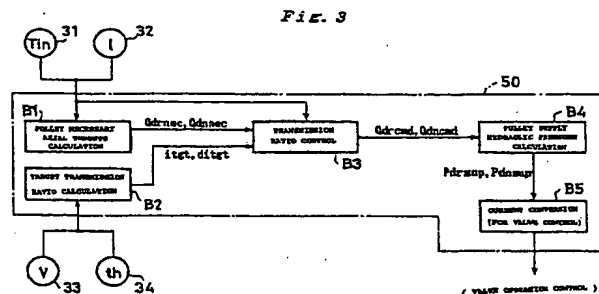 Fig. 3
31
32
Tin
i
50
B1
PULLEY NECESSARY
AXIAL THRUSTS
CALCULATION
Qdrnec, Qdnnec
TRANSMISSION
RATIO CONTROL
B3
Qdrcmd, Qdncmd
B4
PULLEY SUPPLY
HYDRAULIC PRESSURE
CALCULATION
TARGET TRANSMISSION
RATIO CALCULATION
B2
itgt, ditgt
Pdrsup, Pdnsup
B5
CURRENT CONVERSION
(FOR VALVE CONTROL)
V
th
33
34
( VALVE OPERATION CONTROL )